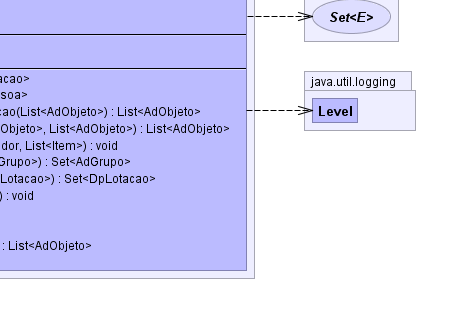 Set<E>
java.util.logging
Level
acao>
soa>
cao(List<AdObjeto>) : List<AdObjeto>
Objeto>, List<AdObjeto>) : List<AdObjeto>
dor, List<Item>) : void
Grupo>) : Set<AdGrupo>
Lotacao>) : Set<DpLotacao>
) : void
: List<AdObjeto>